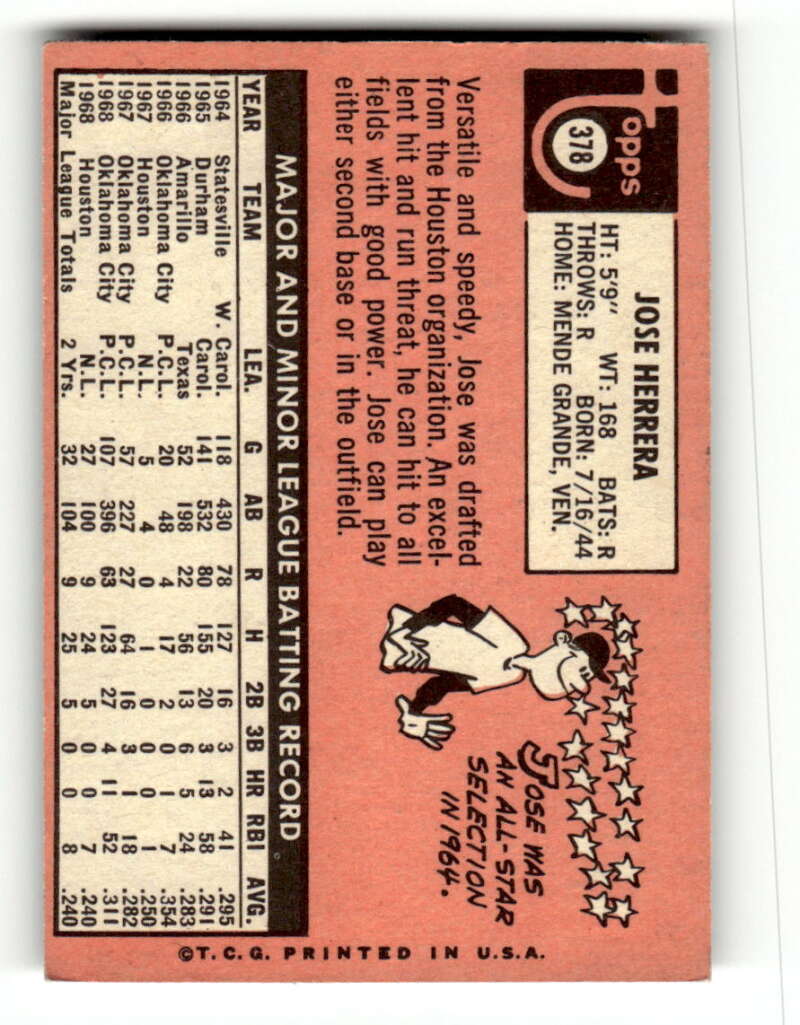 Topps
378
JOSE HERRERA
HT: 5'9" WT: 168 BATS: R
THROWS: R BORN: 7/16/44
HOME: MENDE GRANDE, VEN.
Versatile and speedy, Jose was drafted
from the Houston organization. An excel-
lent hit and run threat, he can hit to all
fields with good power. Jose can play
either second base or in the outfield.
JOSE WAS
AN ALL-STAR
SELECTION
IN 1964.
MAJOR AND MINOR LEAGUE BATTING RECORD
YEAR TEAM LEA. G AB R H 2B 3B HR RBI AVG.
1964 Statesville W. Carol. 118 430 78 127 16 3 2 41 .295
1965 Durham Carol. 141 532 80 155 20 3 13 58 .291
1966 Amarillo Texas 52 198 22 56 13 6 5 24 .283
1966 Oklahoma City P.C.L. 20 48 4 17 2 0 1 7 .354
1967 Houston N.L. 5 4 0 1 0 0 0 1 .250
1967 Oklahoma City P.C.L. 57 227 27 64 16 3 1 18 .282
1968 Oklahoma City P.C.L. 107 396 63 123 27 4 11 52 .311
1968 Houston N.L. 27 100 9 24 5 0 0 7 .240
Major League Totals 2 Yrs. 32 104 9 25 5 0 0 8 .240
©T.C.G. PRINTED IN U.S.A.